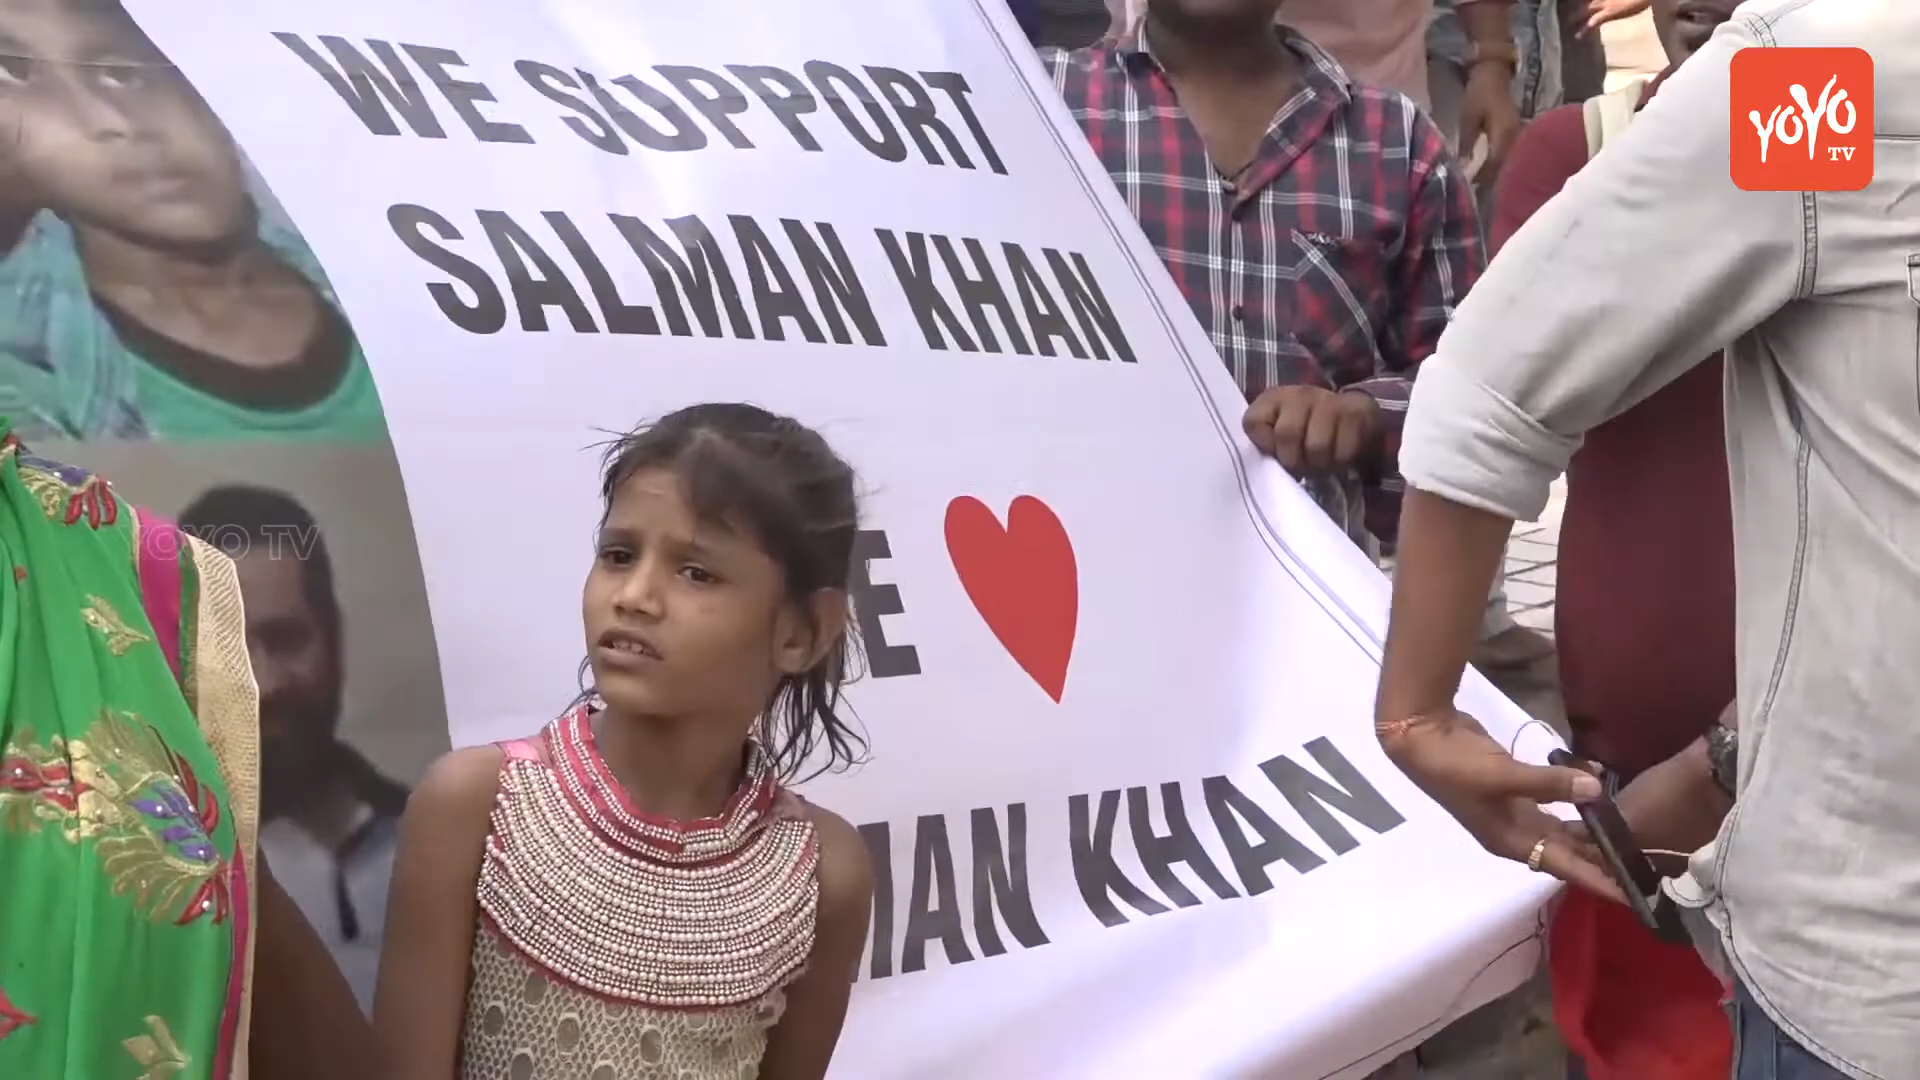 WE SUPPORT
SALMAN KHAN
E
MAN KHAN
YOYO
TV
YOYO TV